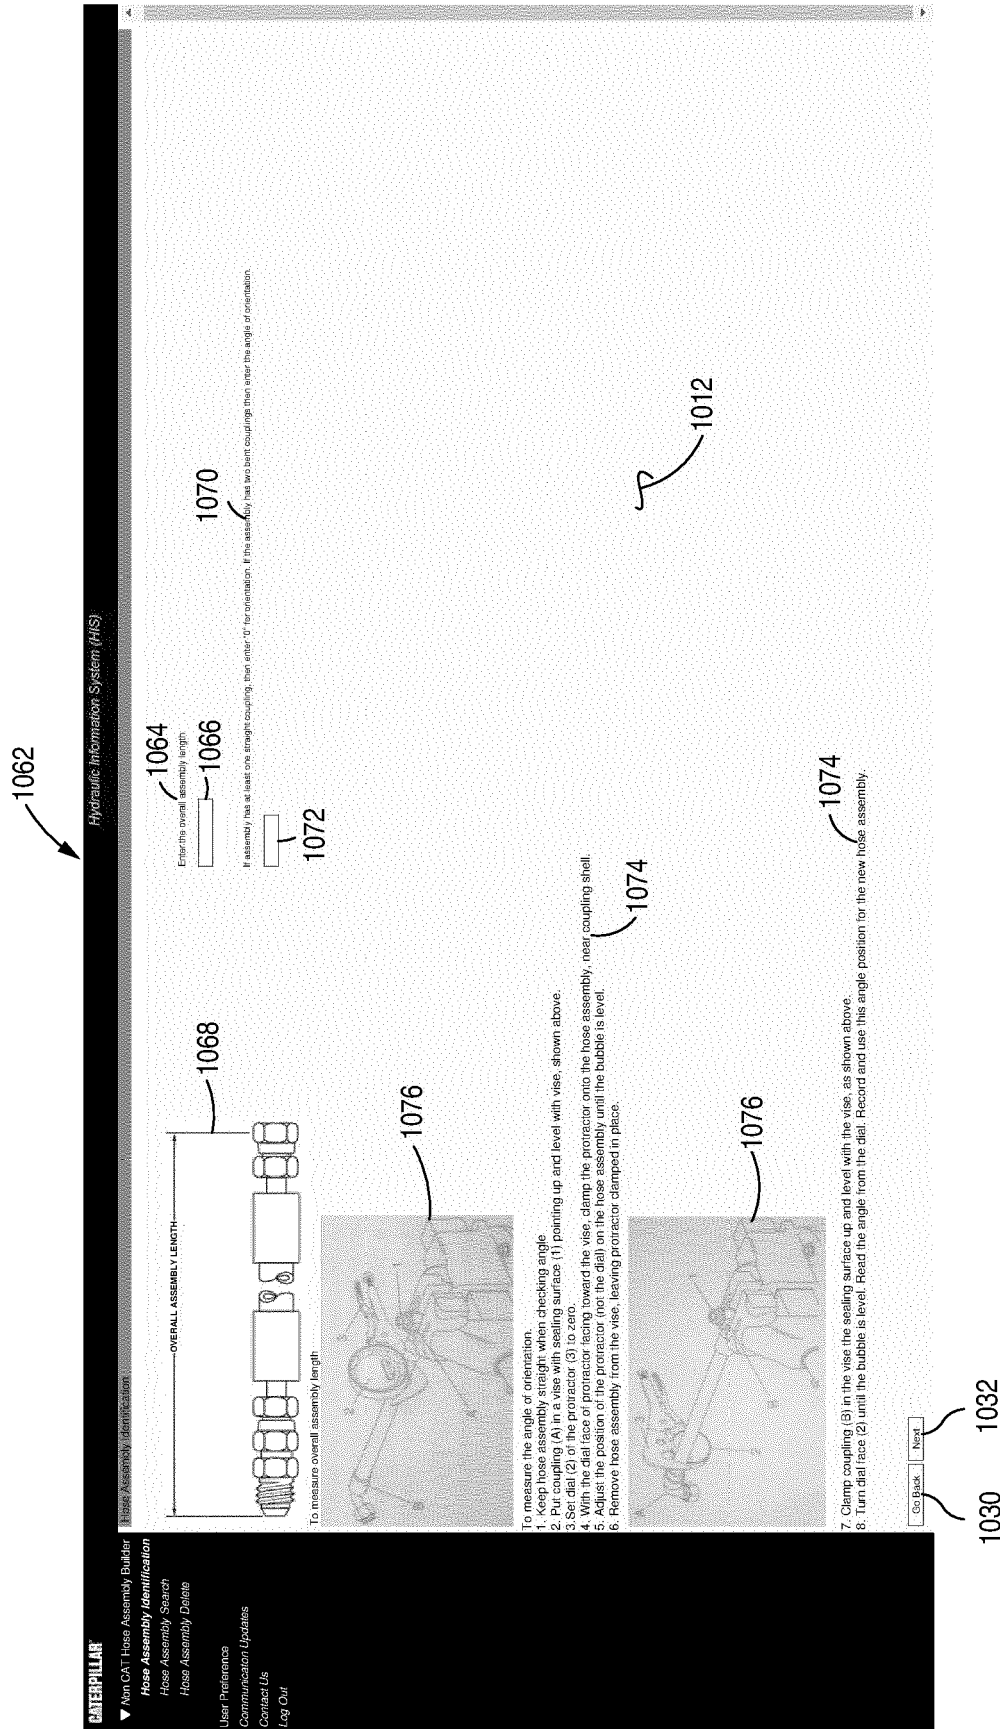 1062
CATERPILLAR
Hydraulic Information System (HIS)
▼ Non CAT Hose Assembly Builder
Hose Assembly Identification
Hose Assembly Search
Hose Assembly Delete
User Preference
Communicaton Updates
Contact Us
Log Out
Hose Assembly Identification
OVERALL ASSEMBLY LENGTH
1068
Enter the overall assembly length
1064
1066
If assembly has at least one straight coupling, then enter "0" for orientation. If the assembly has two bent couplings then enter the angle of orientation.
1070
1072
To measure overall assembly length
2
3
1
A
B
1076
To measure the angle of orientation.
1. Keep hose assembly straight when checking angle
2. Put coupling (A) in a vise with sealing surface (1) pointing up and level with vise, shown above.
3. Set dial (2) of the protractor (3) to zero.
4. With the dial face of protractor facing toward the vise, clamp the protractor onto the hose assembly, near coupling shell.
5. Adjust the position of the protractor (not the dial) on the hose assembly until the bubble is level.
6. Remove hose assembly from the vise, leaving protractor clamped in place.
1074
1012
A
3
1
2
B
1076
7. Clamp coupling (B) in the vise the sealing surface up and level with the vise, as shown above.
8. Turn dial face (2) until the bubble is level. Read the angle from the dial. Record and use this angle position for the new hose assembly.
1074
Go Back
Next
1030
1032